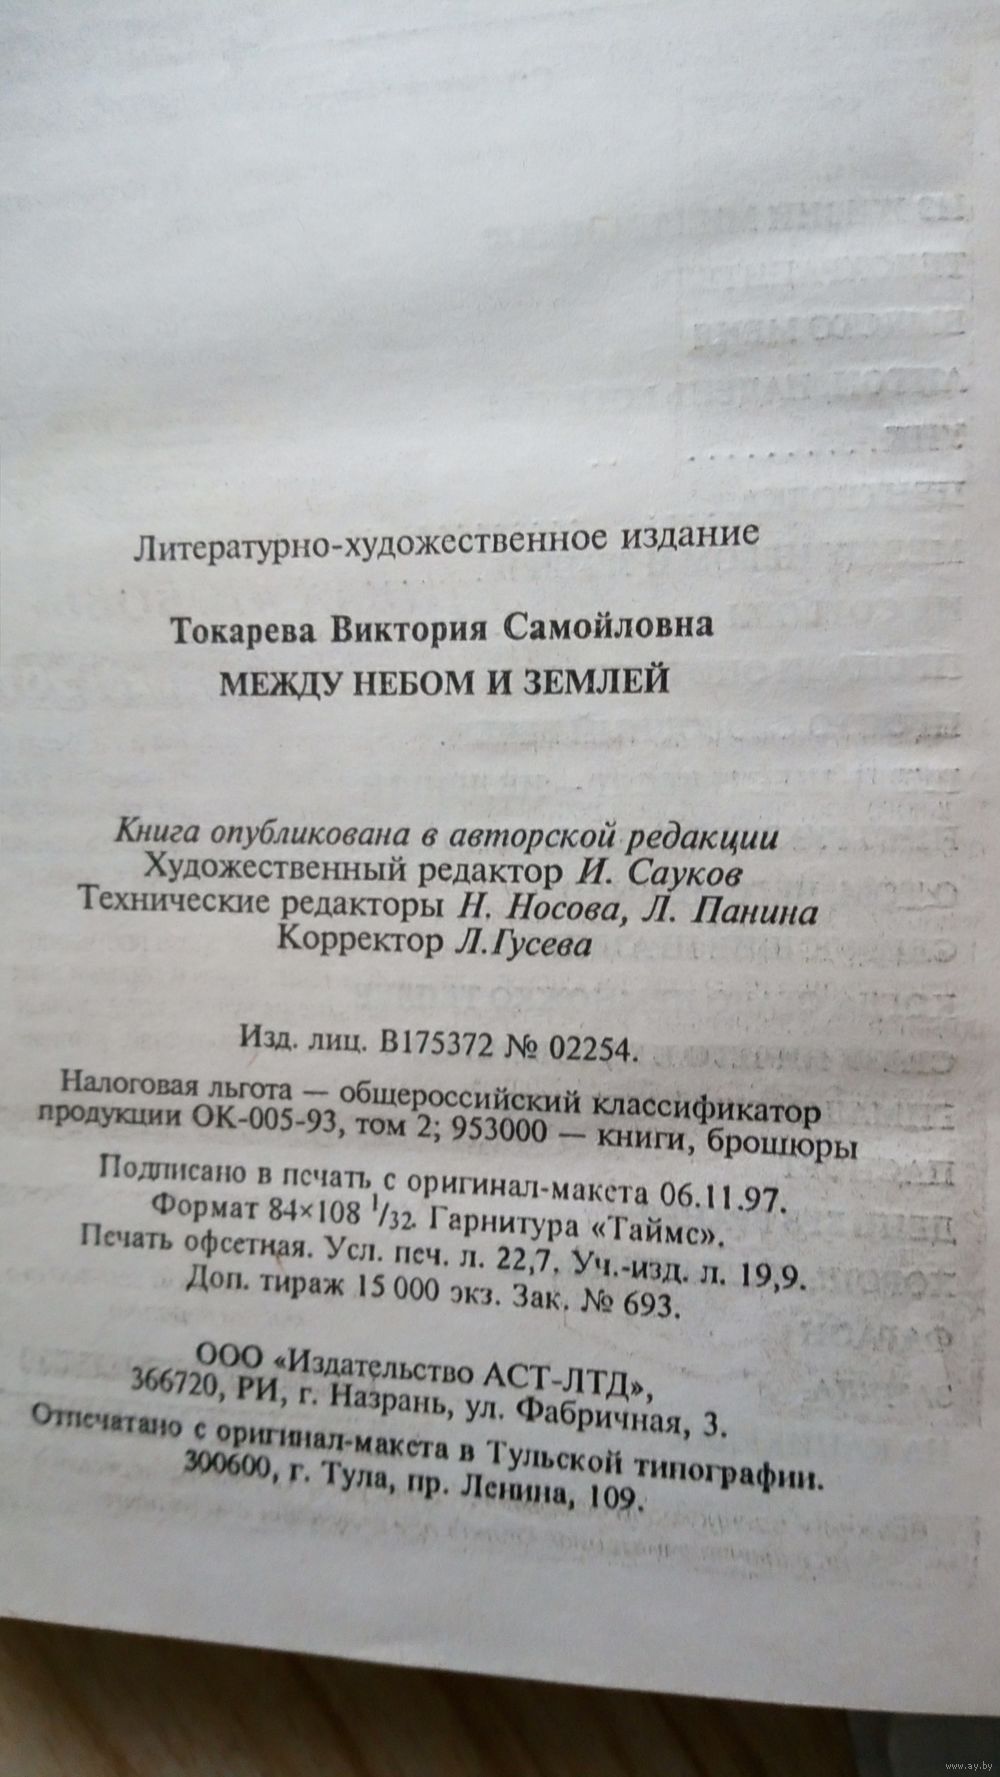 Литературно-художественное издание
Токарева Виктория Самойловна
МЕЖДУ НЕБОМ И ЗЕМЛЕЙ
Книга опубликована в авторской редакции
Художественный редактор И. Сауков
Технические редакторы Н. Носова, Л. Панина
Корректор Л.Гусева
Изд. лиц. В175372 № 02254.
Налоговая льгота — общероссийский классификатор
продукции ОК-005-93, том 2; 953000 — книги, брошюры
Подписано в печать с оригинал-макета 06.11.97.
Формат 84×108 1/32. Гарнитура «Таймс».
Печать офсетная. Усл. печ. л. 22,7. Уч.-изд. л. 19,9.
Доп. тираж 15 000 экз. Зак. № 693.
ООО «Издательство АСТ-ЛТД»,
366720, РИ, г. Назрань, ул. Фабричная, 3.
Отпечатано с оригинал-макета в Тульской типографии.
300600, г. Тула, пр. Ленина, 109.
www.ay.by